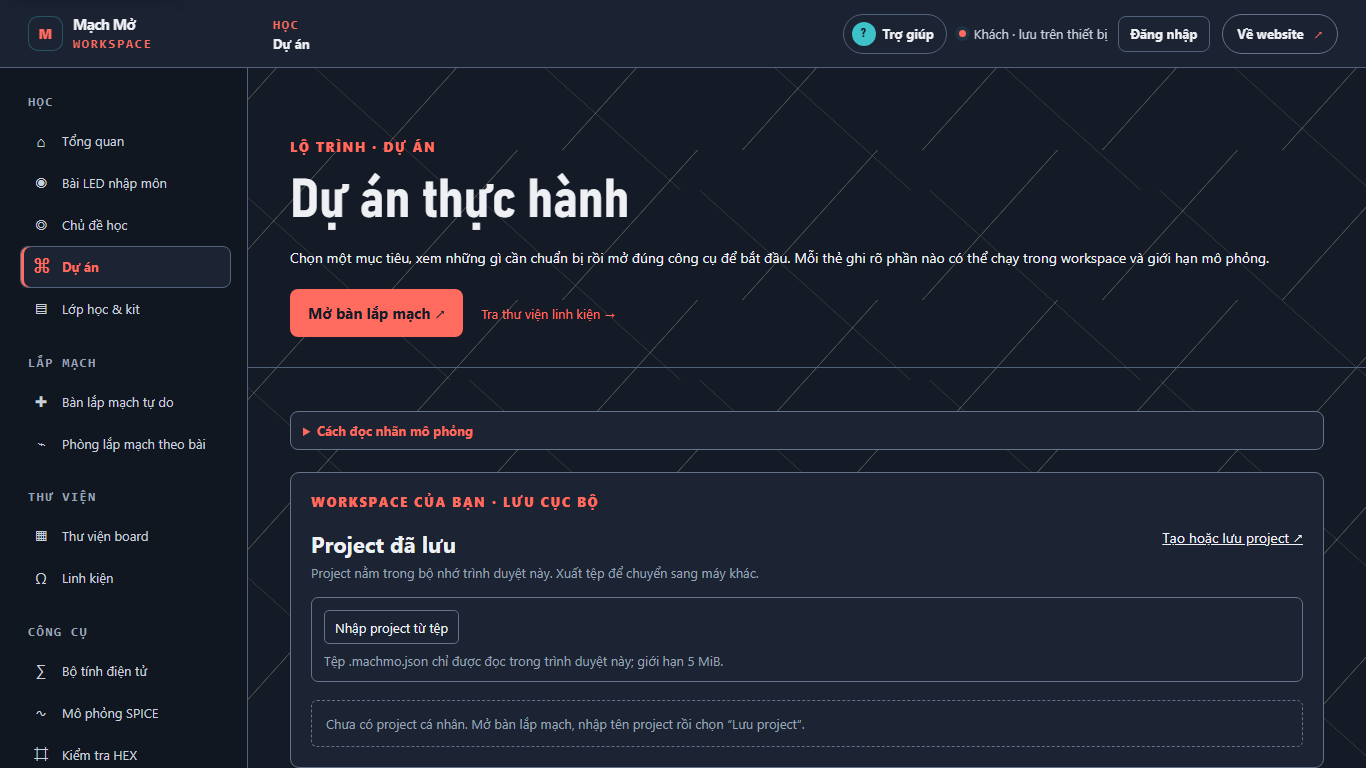 M
Mạch Mở
WORKSPACE
HỌC
Dự án
? Trợ giúp
Khách · lưu trên thiết bị
Đăng nhập
Về website ↗
HỌC
Tổng quan
Bài LED nhập môn
Chủ đề học
Dự án
Lớp học & kit
LẮP MẠCH
Bàn lắp mạch tự do
Phòng lắp mạch theo bài
THƯ VIỆN
Thư viện board
Linh kiện
CÔNG CỤ
Bộ tính điện tử
Mô phỏng SPICE
Kiểm tra HEX
LỘ TRÌNH · DỰ ÁN
Dự án thực hành
Chọn một mục tiêu, xem những gì cần chuẩn bị rồi mở đúng công cụ để bắt đầu. Mỗi thẻ ghi rõ phần nào có thể chạy trong workspace và giới hạn mô phỏng.
Mở bàn lắp mạch ↗
Tra thư viện linh kiện →
Cách đọc nhãn mô phỏng
WORKSPACE CỦA BẠN · LƯU CỤC BỘ
Project đã lưu
Tạo hoặc lưu project ↗
Project nằm trong bộ nhớ trình duyệt này. Xuất tệp để chuyển sang máy khác.
Nhập project từ tệp
Tệp .machmo.json chỉ được đọc trong trình duyệt này; giới hạn 5 MiB.
Chưa có project cá nhân. Mở bàn lắp mạch, nhập tên project rồi chọn “Lưu project”.